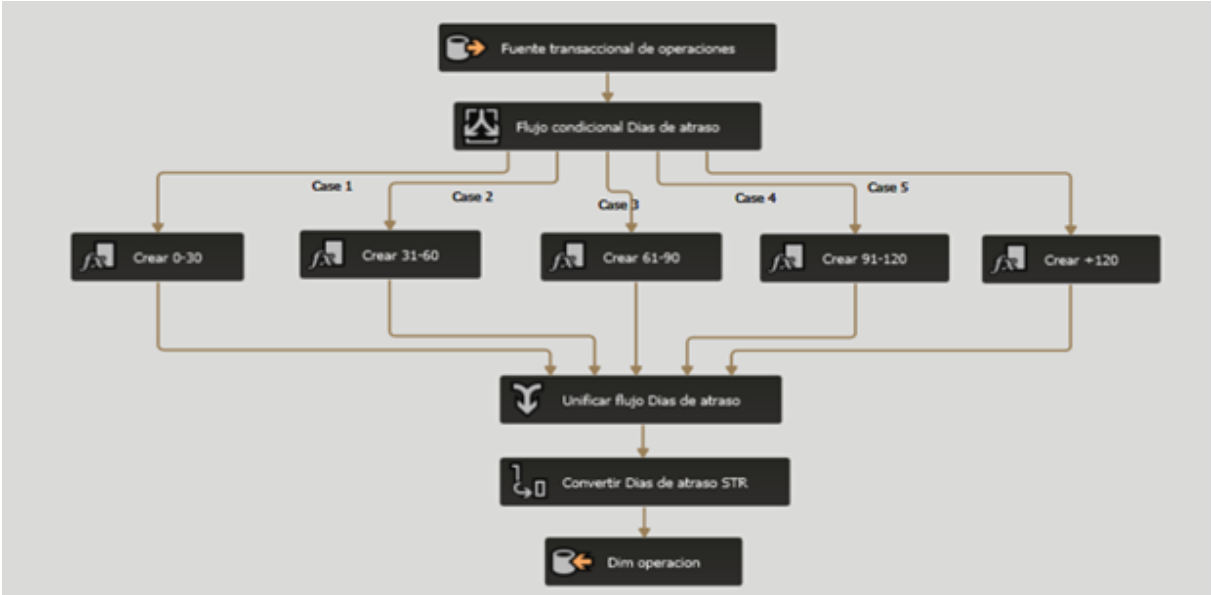 Fuente transaccional de operaciones
Flujo condicional Dias de atraso
Case 1
Case 2
Case 3
Case 4
Case 5
Crear 0-30
Crear 31-60
Crear 61-90
Crear 91-120
Crear +120
Unificar flujo Dias de atraso
Convertir Dias de atraso STR
Dim operacion